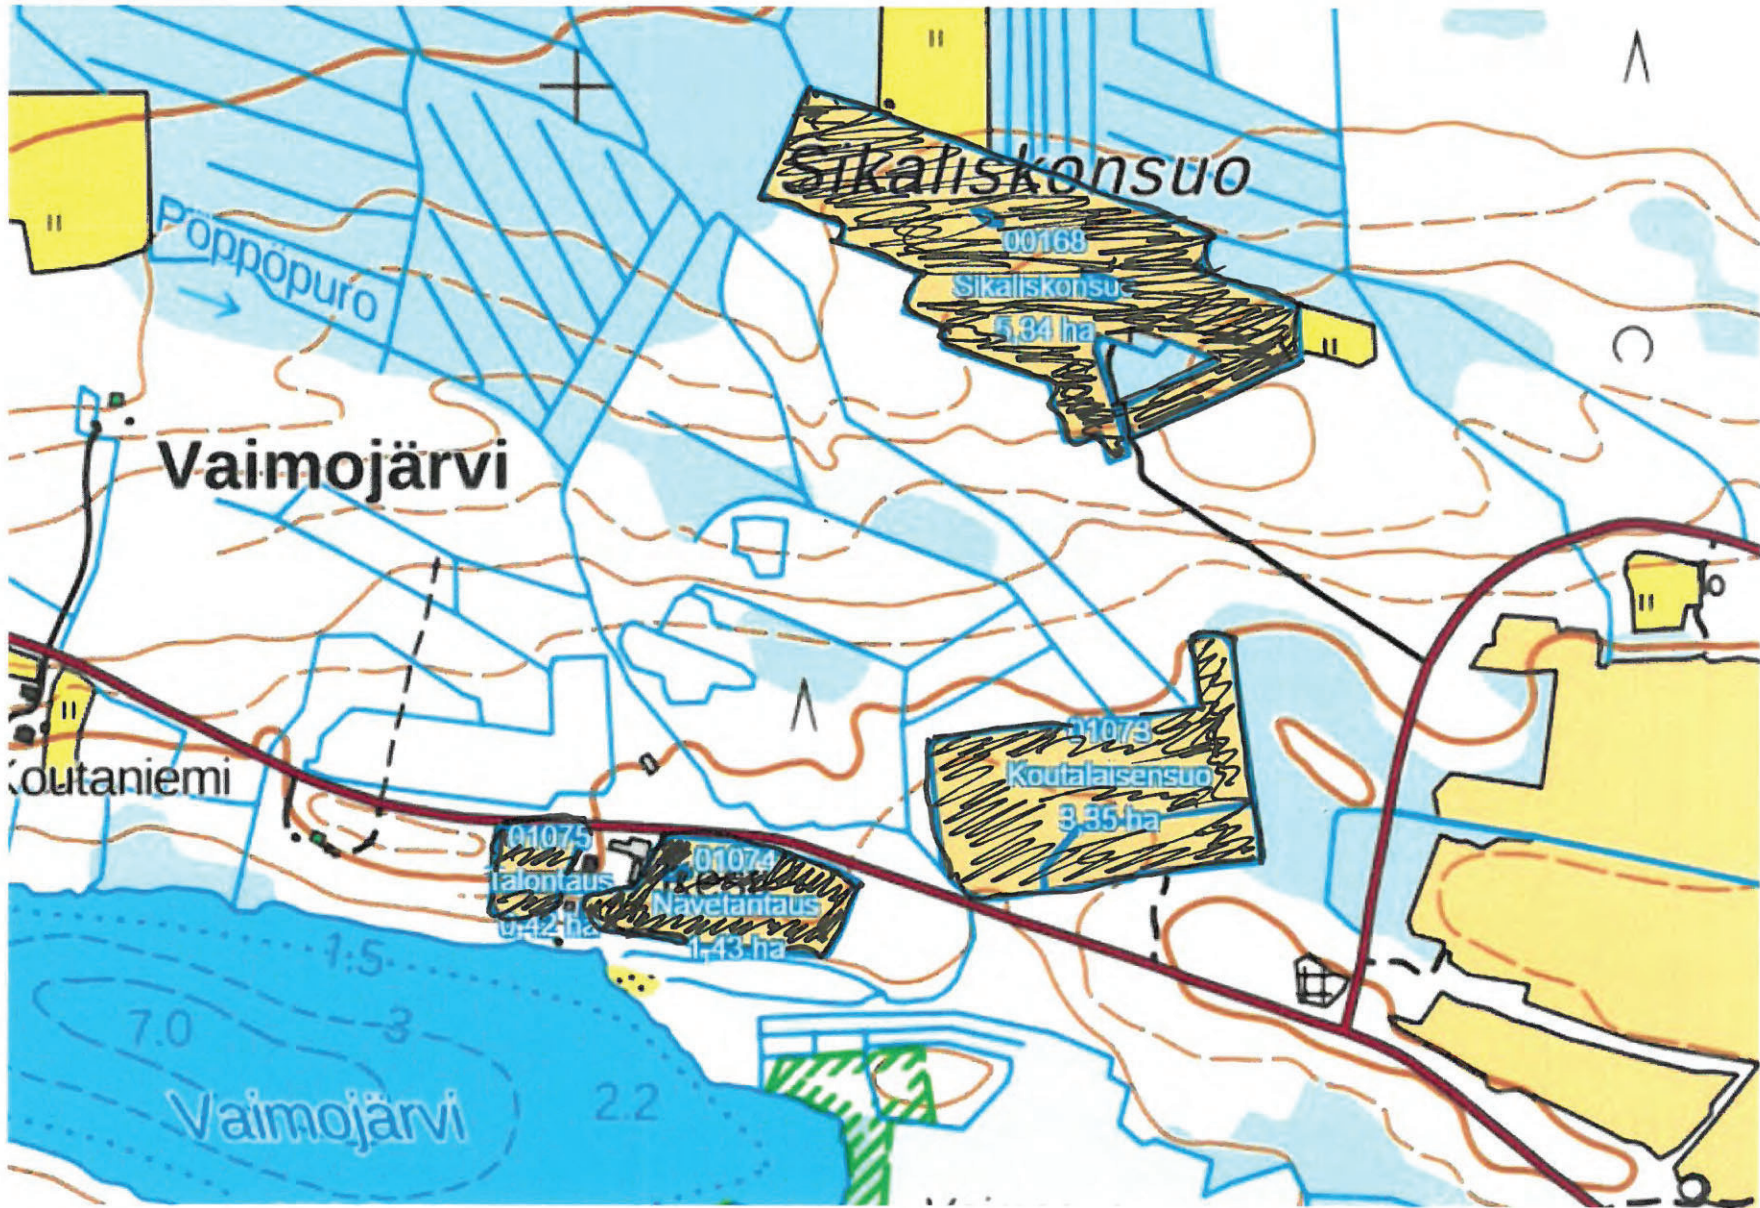 Sikaliskonsuo
Pöppöpuro
00168
Sikaliskonsuo
5,34 ha
Vaimojärvi
01073
Koutalaisensuo
3,35 ha
Koutaniemi
01075
Talontaus
0,42 ha
01074
Navetantaus
1,43 ha
1.5
7.0
3
2.2
Vaimojärvi